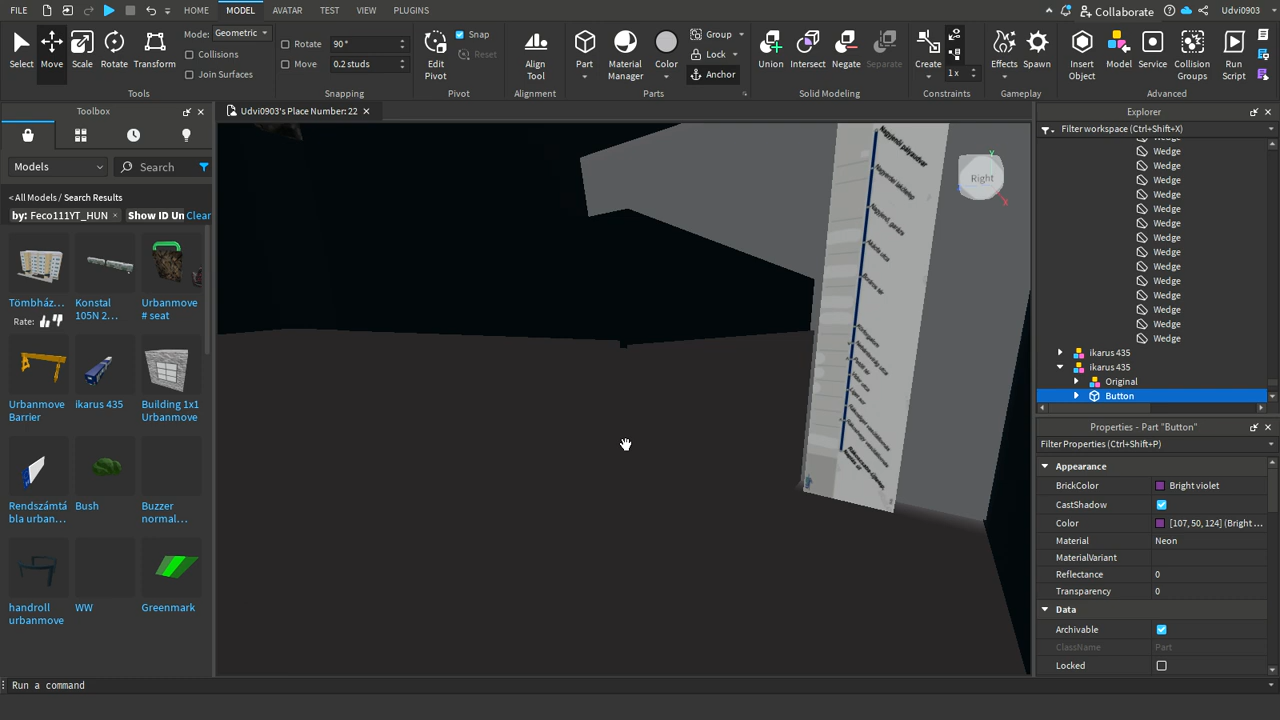 FILE
HOME
MODEL
AVATAR
TEST
VIEW
PLUGINS
Collaborate
Udvi0903
Select
Move
Scale
Rotate
Transform
Mode: Geometric
Collisions
Join Surfaces
Tools
Rotate 90°
Move 0.2 studs
Snapping
Edit
Pivot
Snap
Reset
Pivot
Align
Tool
Alignment
Part
Material
Manager
Color
Group
Lock
Anchor
Parts
Union
Intersect
Negate
Separate
Solid Modeling
Create
1 x
Constraints
Effects
Spawn
Gameplay
Insert
Object
Model
Service
Collision
Groups
Run
Script
Advanced
Toolbox
Udvi0903's Place Number: 22
Models
Search
< All Models / Search Results
by: Feco111YT_HUN
Show ID Un
Clear
Tömbház...
Rate:
Konstal
105N 2...
Urbanmove
# seat
Urbanmove
Barrier
ikarus 435
Building 1x1
Urbanmove
Rendszámtá
bla urban...
Bush
Buzzer
normal...
handroll
urbanmove
WW
Greenmark
Right
Y
X
Explorer
Filter workspace (Ctrl+Shift+X)
Wedge
Wedge
Wedge
Wedge
Wedge
Wedge
Wedge
Wedge
Wedge
Wedge
Wedge
Wedge
Wedge
Wedge
ikarus 435
ikarus 435
Original
Button
Properties - Part "Button"
Filter Properties (Ctrl+Shift+P)
Appearance
BrickColor Bright violet
CastShadow
Color [107, 50, 124] (Bright ...
Material Neon
MaterialVariant
Reflectance 0
Transparency 0
Data
Archivable
ClassName Part
Locked
Run a command